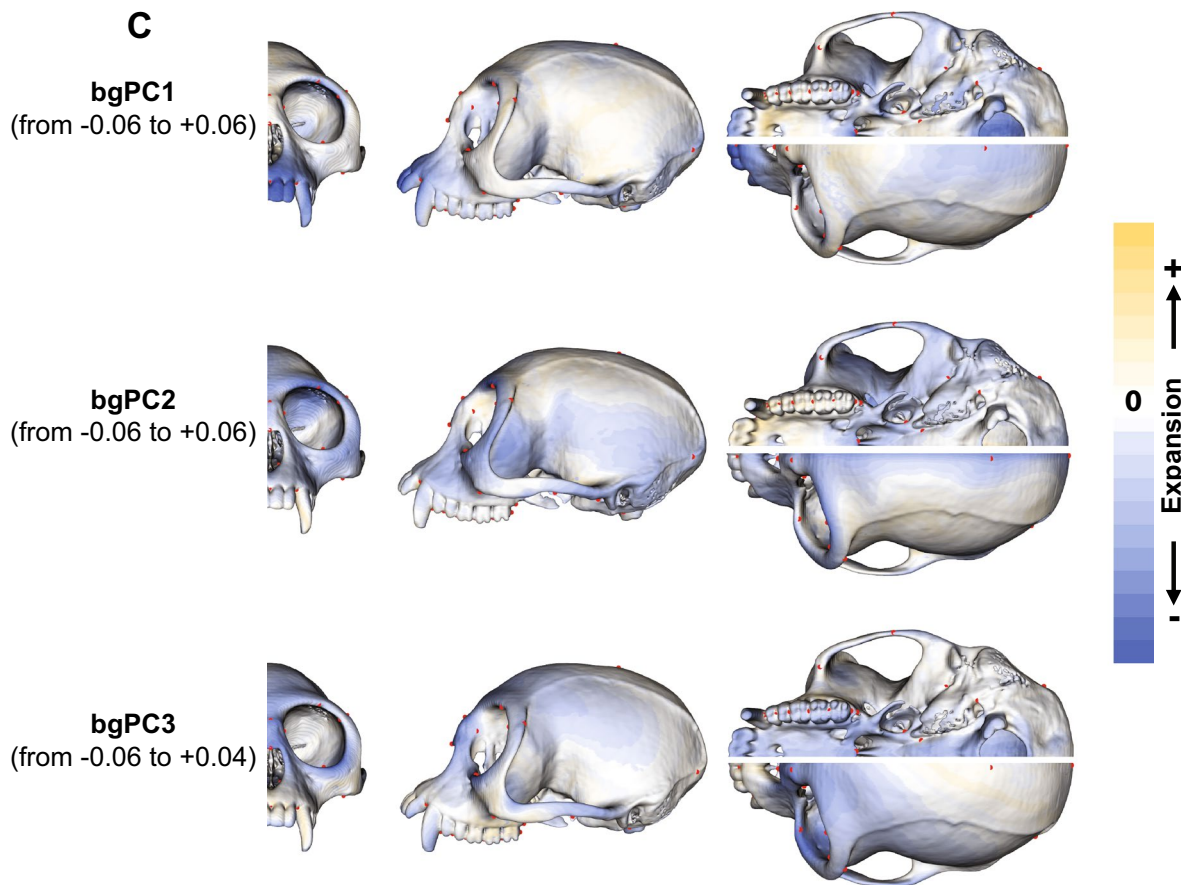 C
bgPC1
(from -0.06 to +0.06)
bgPC2
(from -0.06 to +0.06)
bgPC3
(from -0.06 to +0.04)
+
0
Expansion
-